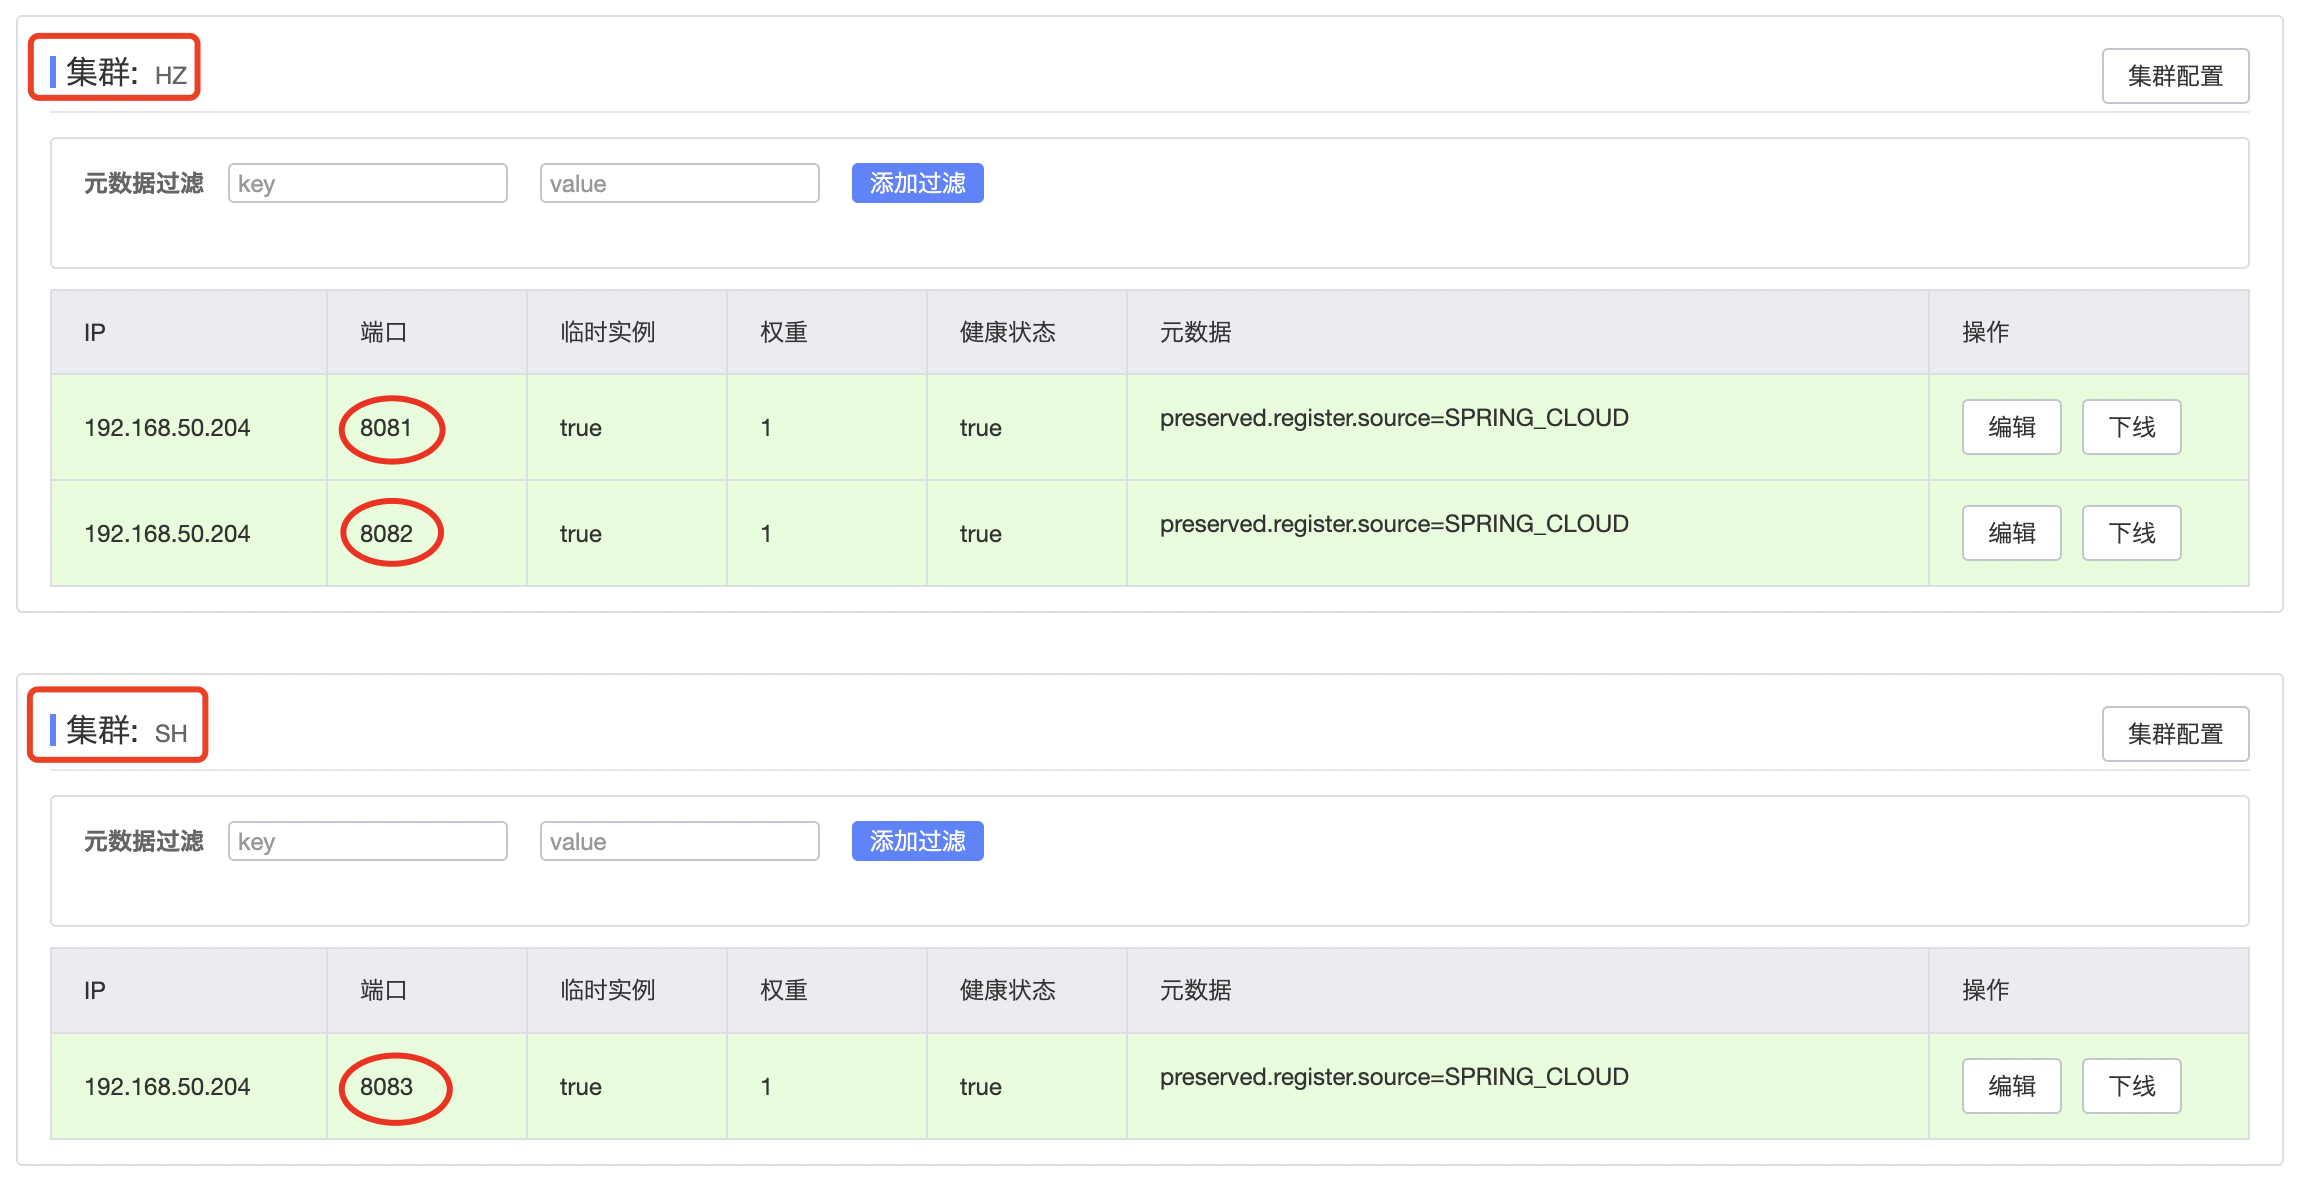 集群: HZ 集群配置
元数据过滤 key value 添加过滤
IP 端口 临时实例 权重 健康状态 元数据 操作
192.168.50.204 8081 true 1 true preserved.register.source=SPRING_CLOUD 编辑 下线
192.168.50.204 8082 true 1 true preserved.register.source=SPRING_CLOUD 编辑 下线
集群: SH 集群配置
元数据过滤 key value 添加过滤
IP 端口 临时实例 权重 健康状态 元数据 操作
192.168.50.204 8083 true 1 true preserved.register.source=SPRING_CLOUD 编辑 下线